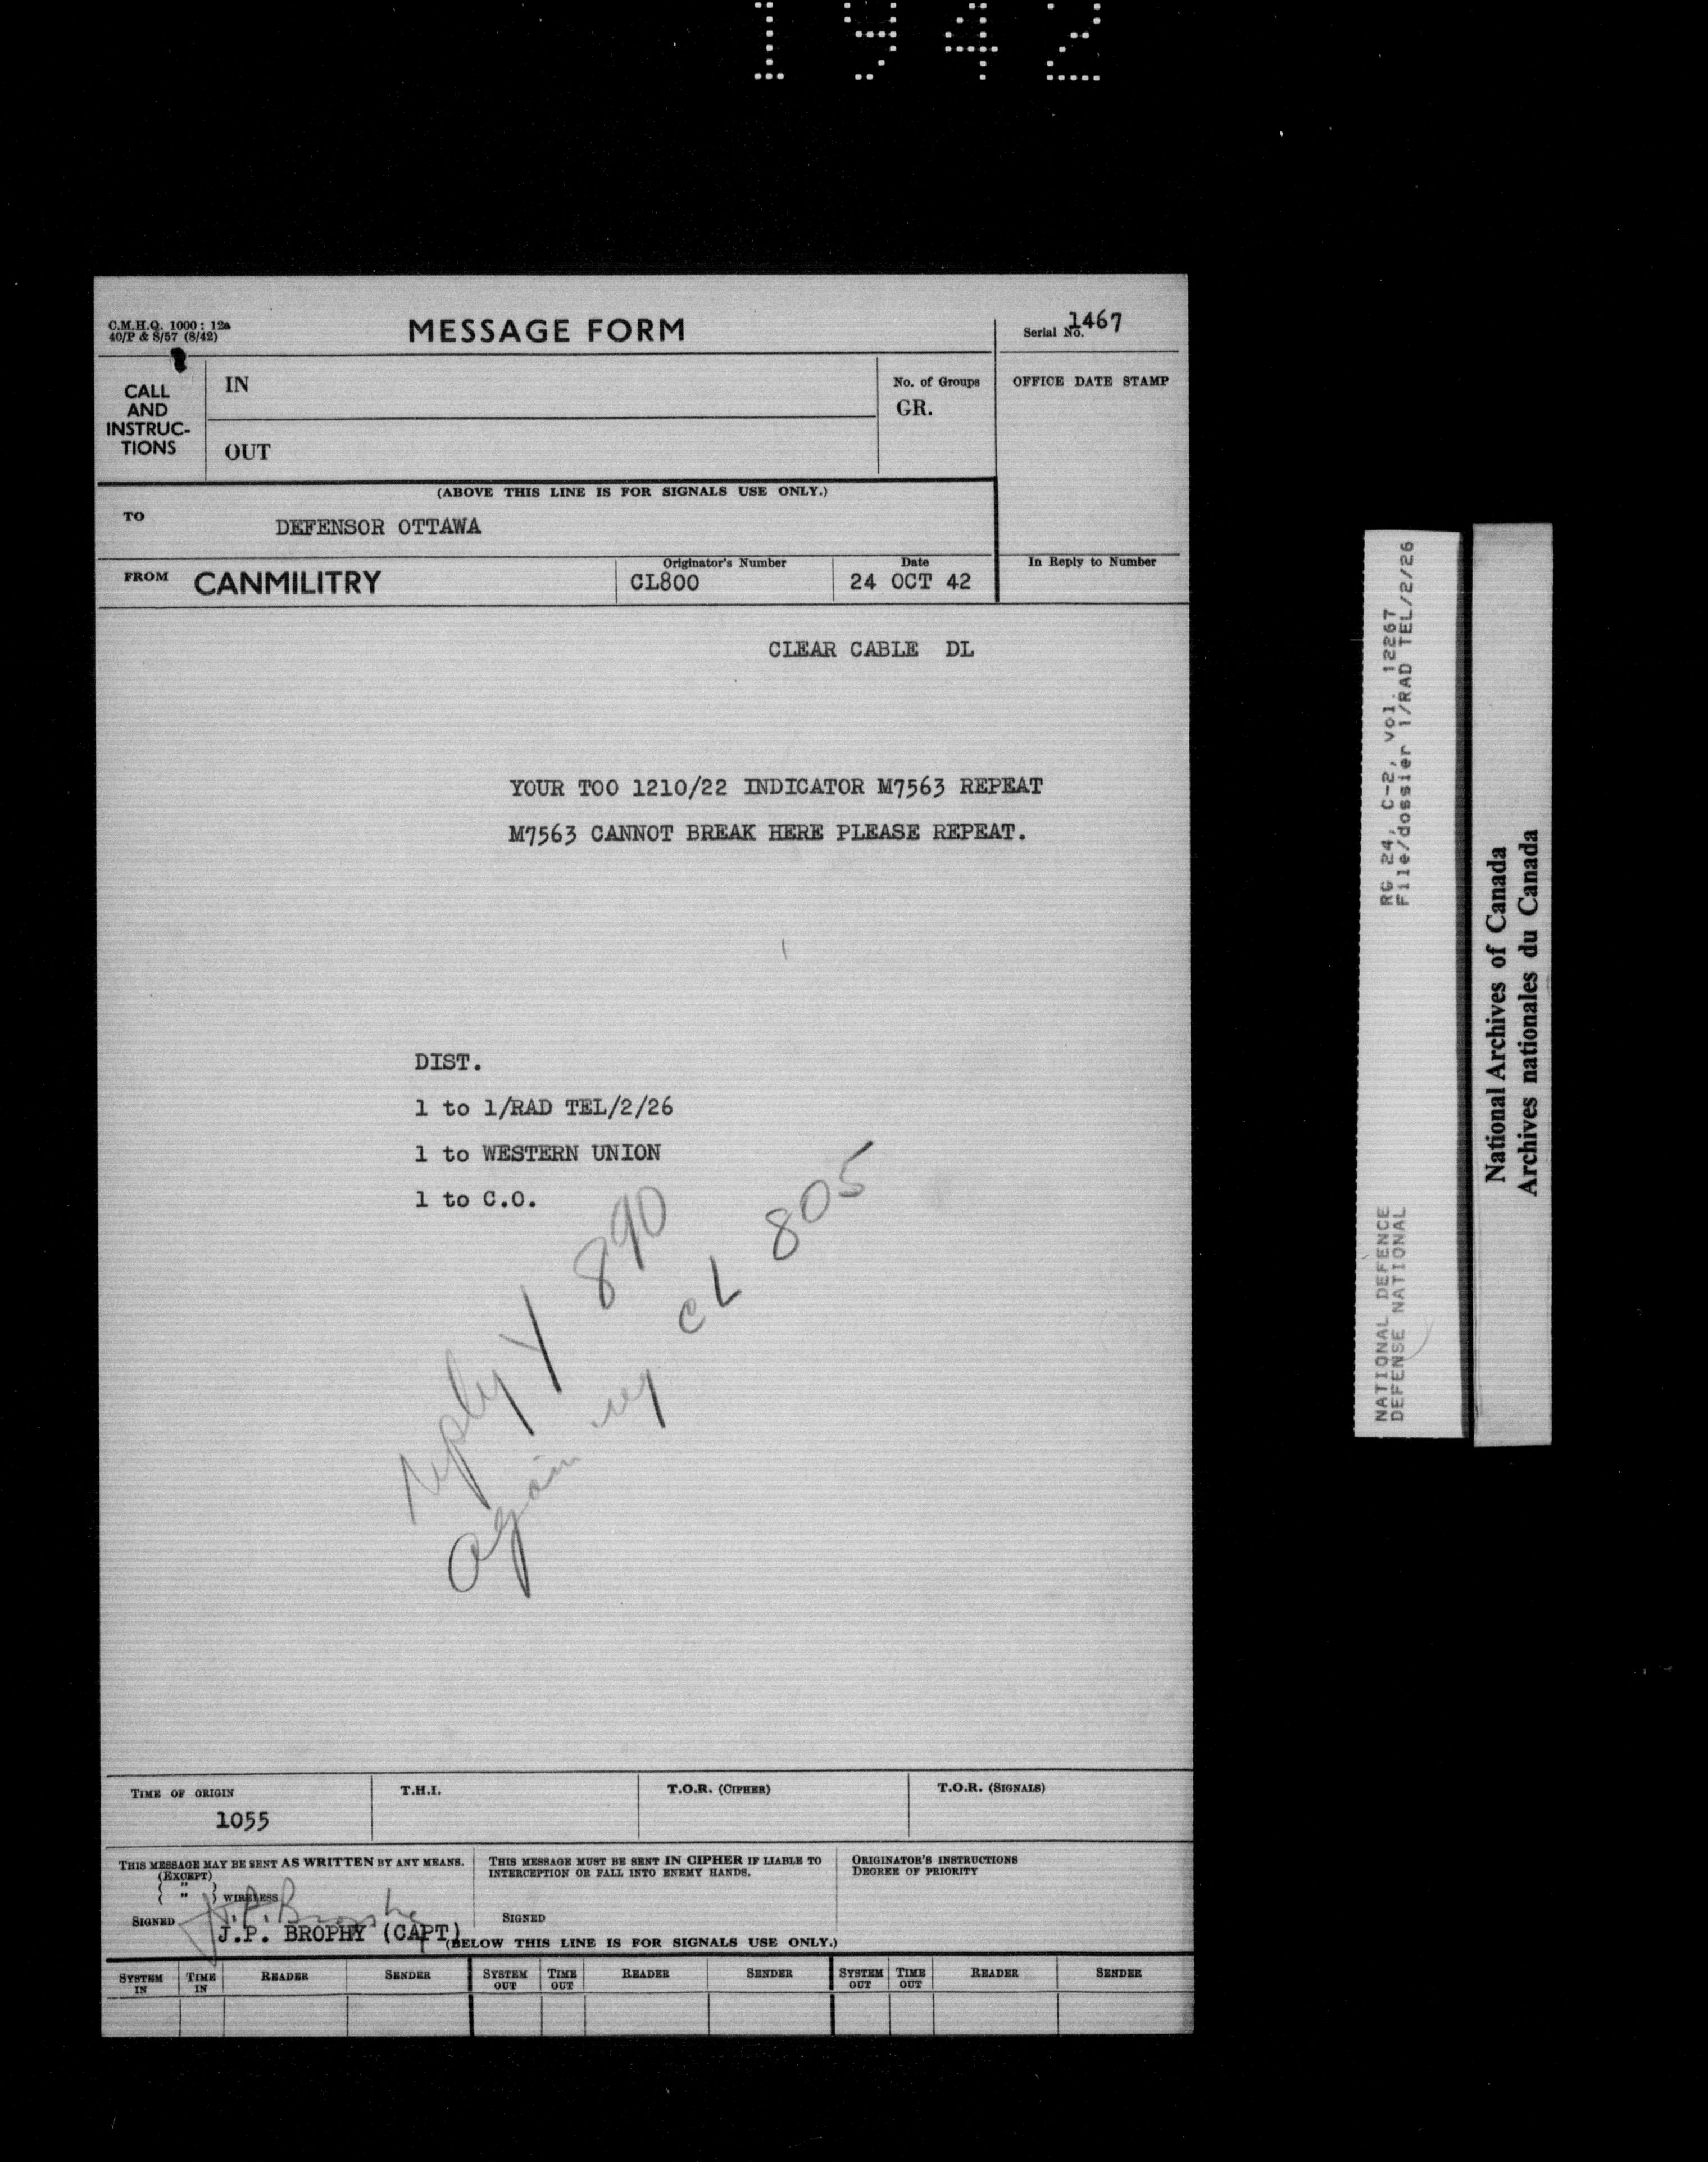 1942
C.M.H.Q. 1000 : 12a
40/P & S/57 (8/42)
MESSAGE FORM
Serial No. 1467
CALL
AND
INSTRUC-
TIONS
IN
OUT
No. of Groups
GR.
OFFICE DATE STAMP
(ABOVE THIS LINE IS FOR SIGNALS USE ONLY.)
TO
DEFENSOR OTTAWA
FROM CANMILITRY
Originator's Number
CL800
Date
24 OCT 42
In Reply to Number
CLEAR CABLE DL
YOUR TOO 1210/22 INDICATOR M7563 REPEAT
M7563 CANNOT BREAK HERE PLEASE REPEAT.
DIST.
1 to 1/RAD TEL/2/26
1 to WESTERN UNION
1 to C.O.
reply Y 890
again my CL 805
TIME OF ORIGIN
1055
T.H.I.
T.O.R. (CIPHER)
T.O.R. (SIGNALS)
THIS MESSAGE MAY BE SENT AS WRITTEN BY ANY MEANS.
(EXCEPT)
( " ) WIRELESS
SIGNED J.P. Brophy
J.P. BROPHY (CAPT)
THIS MESSAGE MUST BE SENT IN CIPHER IF LIABLE TO
INTERCEPTION OR FALL INTO ENEMY HANDS.
SIGNED
ORIGINATOR'S INSTRUCTIONS
DEGREE OF PRIORITY
(BELOW THIS LINE IS FOR SIGNALS USE ONLY.)
SYSTEM IN TIME IN READER SENDER SYSTEM OUT TIME OUT READER SENDER SYSTEM OUT TIME OUT READER SENDER
NATIONAL DEFENCE
DEFENSE NATIONAL
RG 24, C-2, vol. 12267
File/dossier 1/RAD TEL/2/26
National Archives of Canada
Archives nationales du Canada